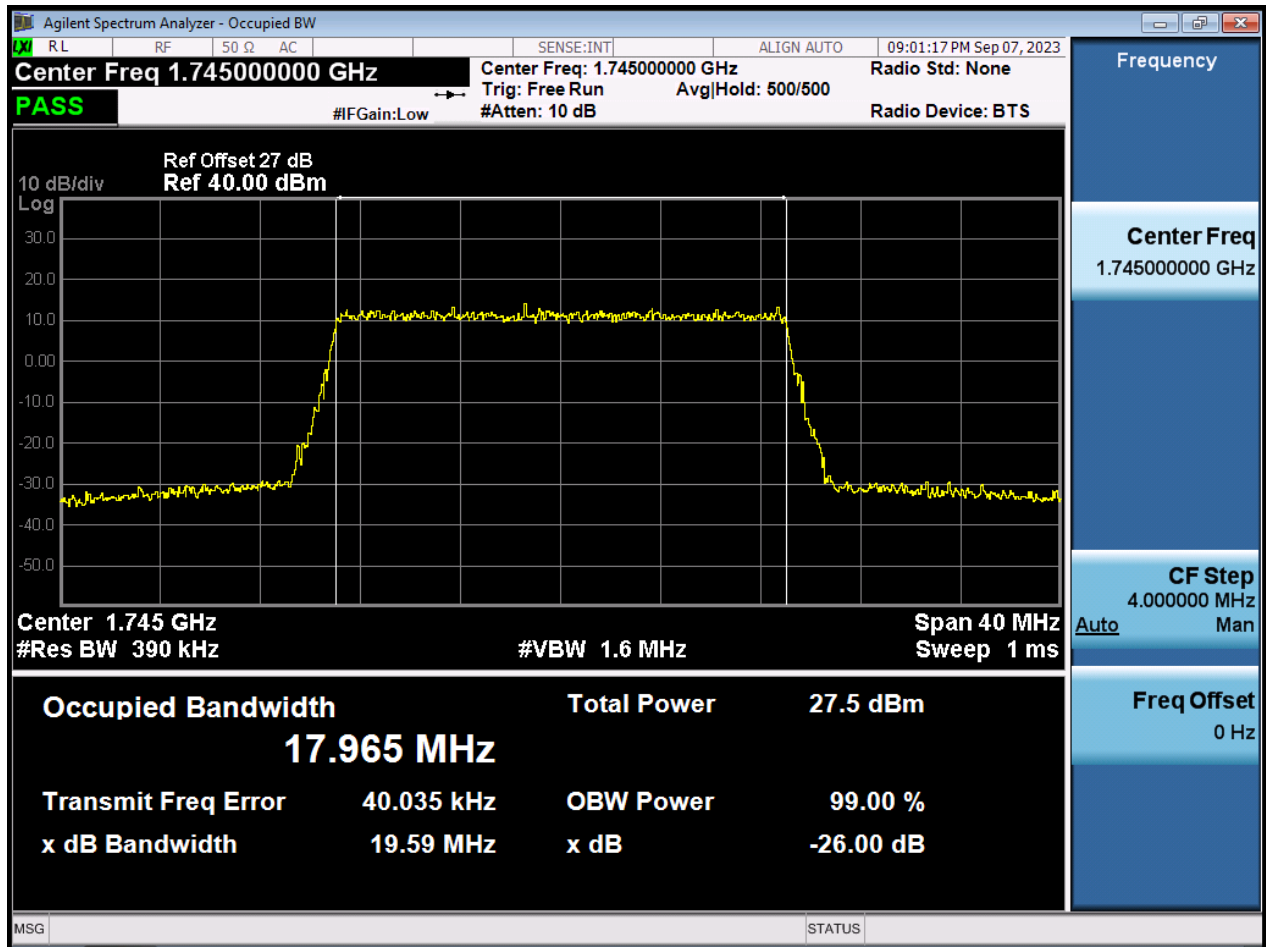 Agilent Spectrum Analyzer - Occupied BW
LXI RL RF 50 Ω AC SENSE:INT ALIGN AUTO 09:01:17 PM Sep 07, 2023
Center Freq 1.745000000 GHz
PASS
#IFGain:Low
Center Freq: 1.745000000 GHz
Trig: Free Run Avg|Hold: 500/500
#Atten: 10 dB
Radio Std: None
Radio Device: BTS
Ref Offset 27 dB
10 dB/div Ref 40.00 dBm
Log
30.0
20.0
10.0
0.00
-10.0
-20.0
-30.0
-40.0
-50.0
Center 1.745 GHz Span 40 MHz
#Res BW 390 kHz #VBW 1.6 MHz Sweep 1 ms
Occupied Bandwidth Total Power 27.5 dBm
17.965 MHz
Transmit Freq Error 40.035 kHz OBW Power 99.00 %
x dB Bandwidth 19.59 MHz x dB -26.00 dB
MSG STATUS
Frequency
Center Freq
1.745000000 GHz
CF Step
4.000000 MHz
Auto Man
Freq Offset
0 Hz